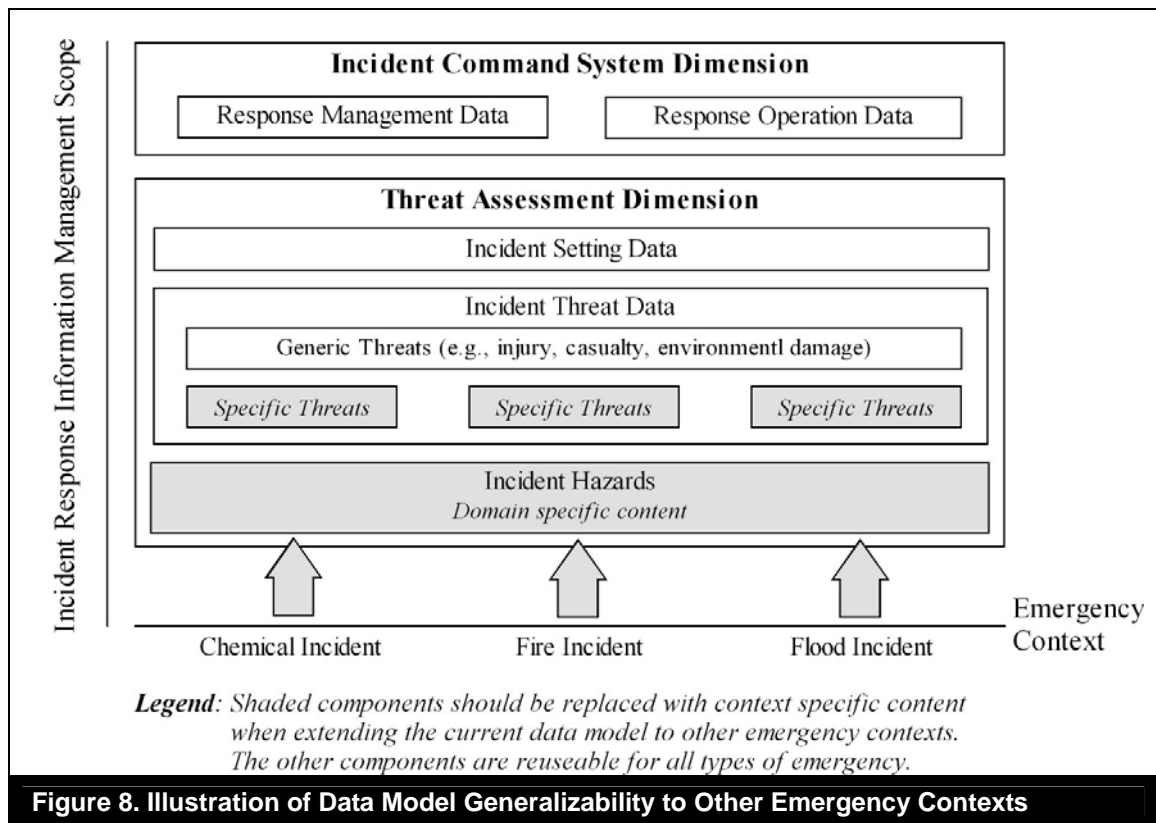 Incident Response Information Management Scope
Incident Command System Dimension
Response Management Data
Response Operation Data
Threat Assessment Dimension
Incident Setting Data
Incident Threat Data
Generic Threats (e.g., injury, casualty, environmentl damage)
Specific Threats
Specific Threats
Specific Threats
Incident Hazards
Domain specific content
Chemical Incident
Fire Incident
Flood Incident
Emergency
Context
Legend: Shaded components should be replaced with context specific content
when extending the current data model to other emergency contexts.
The other components are reuseable for all types of emergency.
Figure 8. Illustration of Data Model Generalizability to Other Emergency Contexts